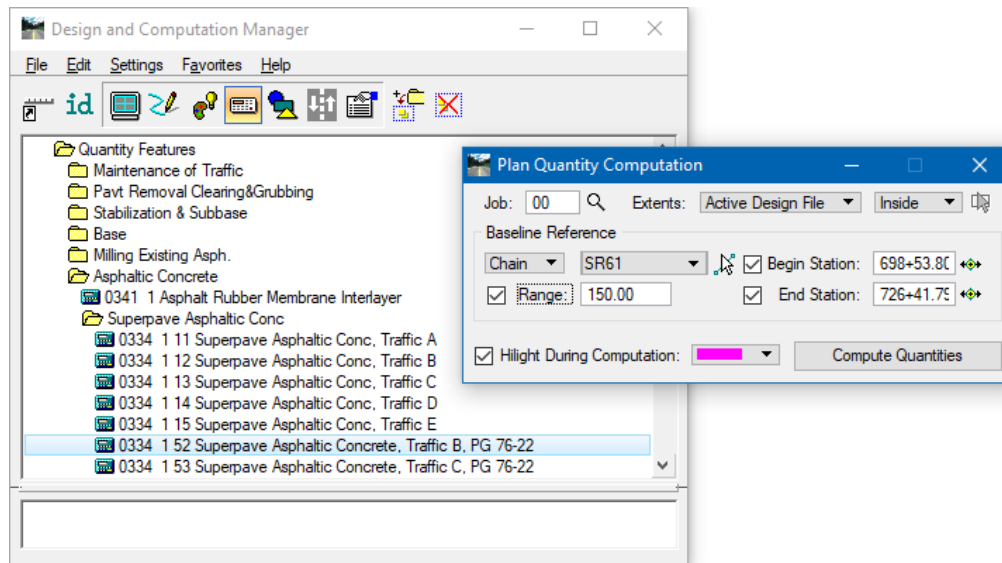 Design and Computation Manager
File Edit Settings Favorites Help
id
Quantity Features
Maintenance of Traffic
Pavt Removal Clearing&Grubbing
Stabilization & Subbase
Base
Milling Existing Asph.
Asphaltic Concrete
0341 1 Asphalt Rubber Membrane Interlayer
Superpave Asphaltic Conc
0334 1 11 Superpave Asphaltic Conc, Traffic A
0334 1 12 Superpave Asphaltic Conc, Traffic B
0334 1 13 Superpave Asphaltic Conc, Traffic C
0334 1 14 Superpave Asphaltic Conc, Traffic D
0334 1 15 Superpave Asphaltic Conc, Traffic E
0334 1 52 Superpave Asphaltic Concrete, Traffic B, PG 76-22
0334 1 53 Superpave Asphaltic Concrete, Traffic C, PG 76-22
Plan Quantity Computation
Job: 00 Extents: Active Design File Inside
Baseline Reference
Chain SR61 Begin Station: 698+53.80
Range: 150.00 End Station: 726+41.79
Hilight During Computation: Compute Quantities